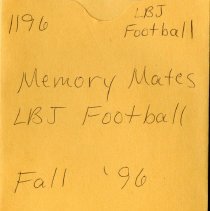 1196
LBJ
Football
Memory Mates
LBJ Football
Fall '96